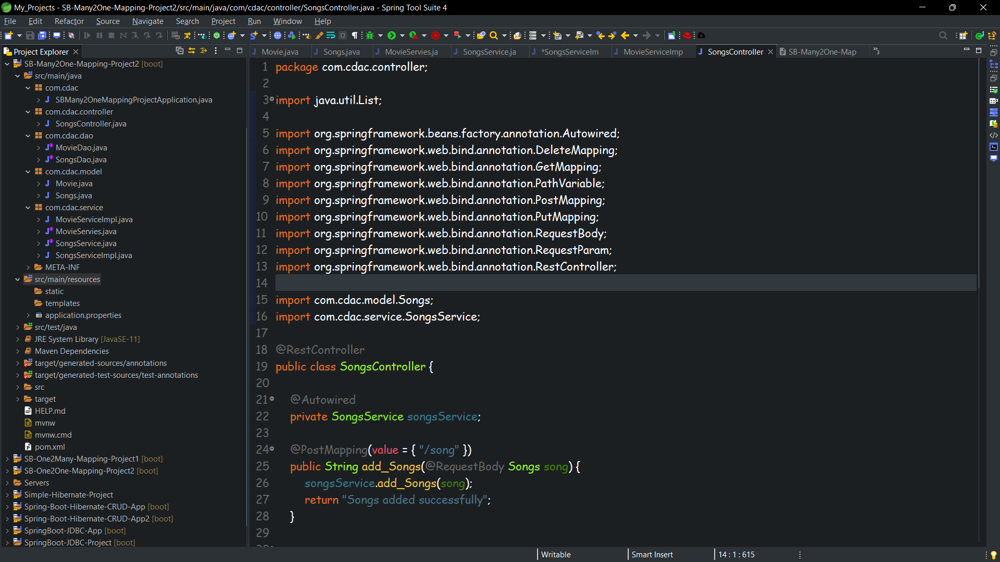 My_Projects - SB-Many2One-Mapping-Project2/src/main/java/com/cdac/controller/SongsController.java - Spring Tool Suite 4
File Edit Refactor Source Navigate Search Project Run Window Help
Project Explorer
SB-Many2One-Mapping-Project2 [boot]
src/main/java
com.cdac
SBMany2OneMappingProjectApplication.java
com.cdac.controller
SongsController.java
com.cdac.dao
MovieDao.java
SongsDao.java
com.cdac.model
Movie.java
Songs.java
com.cdac.service
MovieServiceImpl.java
MovieServies.java
SongsService.java
SongsServiceImpl.java
META-INF
src/main/resources
static
templates
application.properties
src/test/java
JRE System Library [JavaSE-11]
Maven Dependencies
target/generated-sources/annotations
target/generated-test-sources/test-annotations
src
target
HELP.md
mvnw
mvnw.cmd
pom.xml
SB-One2Many-Mapping-Project1 [boot]
SB-One2One-Mapping-Project2 [boot]
Servers
Simple-Hibernate-Project
Spring-Boot-Hibernate-CRUD-App [boot]
Spring-Boot-Hibernate-CRUD-App2 [boot]
SpringBoot-JDBC-App [boot]
SpringBoot-JDBC-Project [boot]
Movie.java Songs.java MovieServies.ja SongsService.ja *SongsServiceIm MovieServiceImp SongsController SB-Many2One-Map 3
1 package com.cdac.controller;
2
3 import java.util.List;
4
5 import org.springframework.beans.factory.annotation.Autowired;
6 import org.springframework.web.bind.annotation.DeleteMapping;
7 import org.springframework.web.bind.annotation.GetMapping;
8 import org.springframework.web.bind.annotation.PathVariable;
9 import org.springframework.web.bind.annotation.PostMapping;
10 import org.springframework.web.bind.annotation.PutMapping;
11 import org.springframework.web.bind.annotation.RequestBody;
12 import org.springframework.web.bind.annotation.RequestParam;
13 import org.springframework.web.bind.annotation.RestController;
14
15 import com.cdac.model.Songs;
16 import com.cdac.service.SongsService;
17
18 @RestController
19 public class SongsController {
20
21 @Autowired
22 private SongsService songsService;
23
24 @PostMapping(value = { "/song" })
25 public String add_Songs(@RequestBody Songs song) {
26 songsService.add_Songs(song);
27 return "Songs added successfully";
28 }
29
Writable Smart Insert 14 : 1 : 615